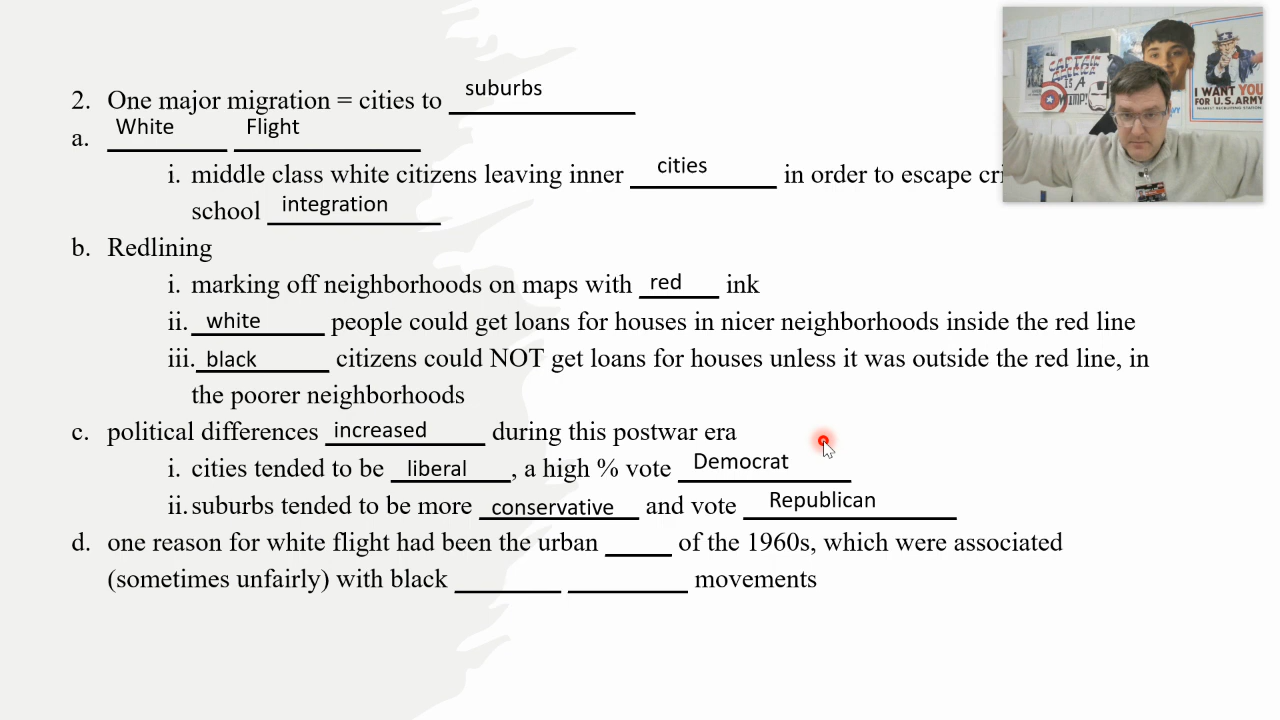 2. One major migration = cities to suburbs
a. White Flight
i. middle class white citizens leaving inner cities in order to escape
school integration
b. Redlining
i. marking off neighborhoods on maps with red ink
ii. white people could get loans for houses in nicer neighborhoods inside the red line
iii. black citizens could NOT get loans for houses unless it was outside the red line, in
the poorer neighborhoods
c. political differences increased during this postwar era
i. cities tended to be liberal, a high % vote Democrat
ii. suburbs tended to be more conservative and vote Republican
d. one reason for white flight had been the urban _____ of the 1960s, which were associated
(sometimes unfairly) with black ________ _________ movements
IS A
I WANT YOU
FOR U.S. ARMY